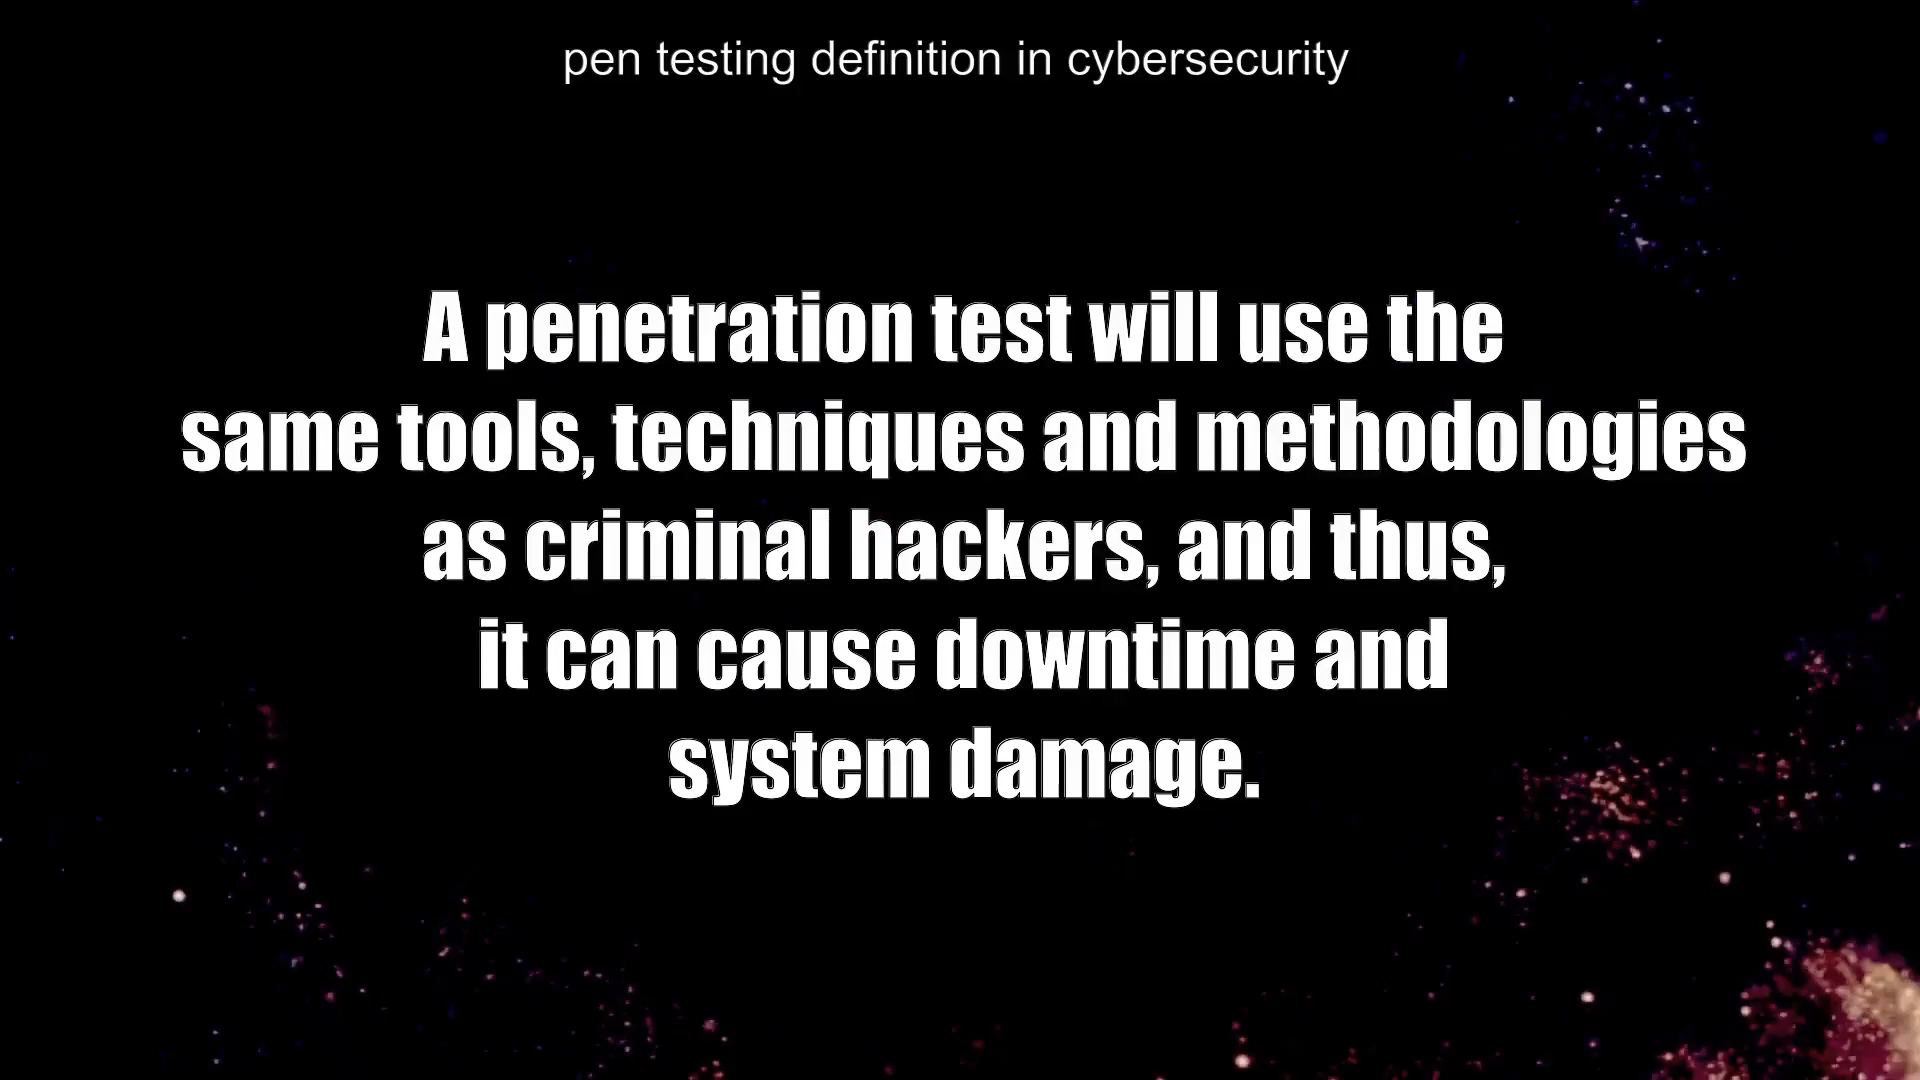 pen testing definition in cybersecurity
A penetration test will use the
same tools, techniques and methodologies
as criminal hackers, and thus,
it can cause downtime and
system damage.